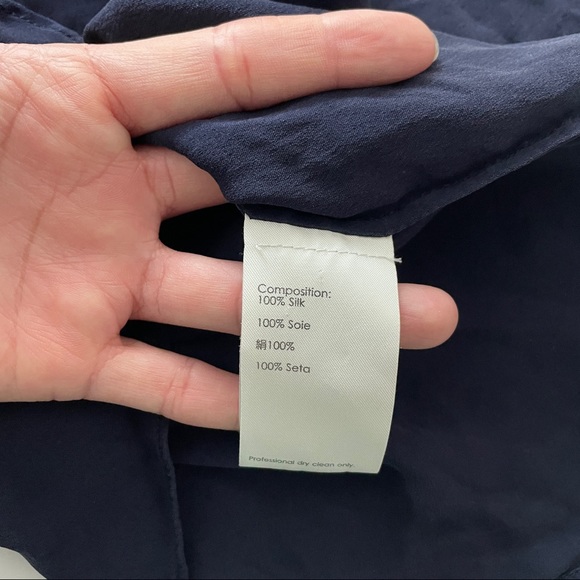 Composition:
100% Silk
100% Soie
絹100%
100% Seta
Professional dry clean only.